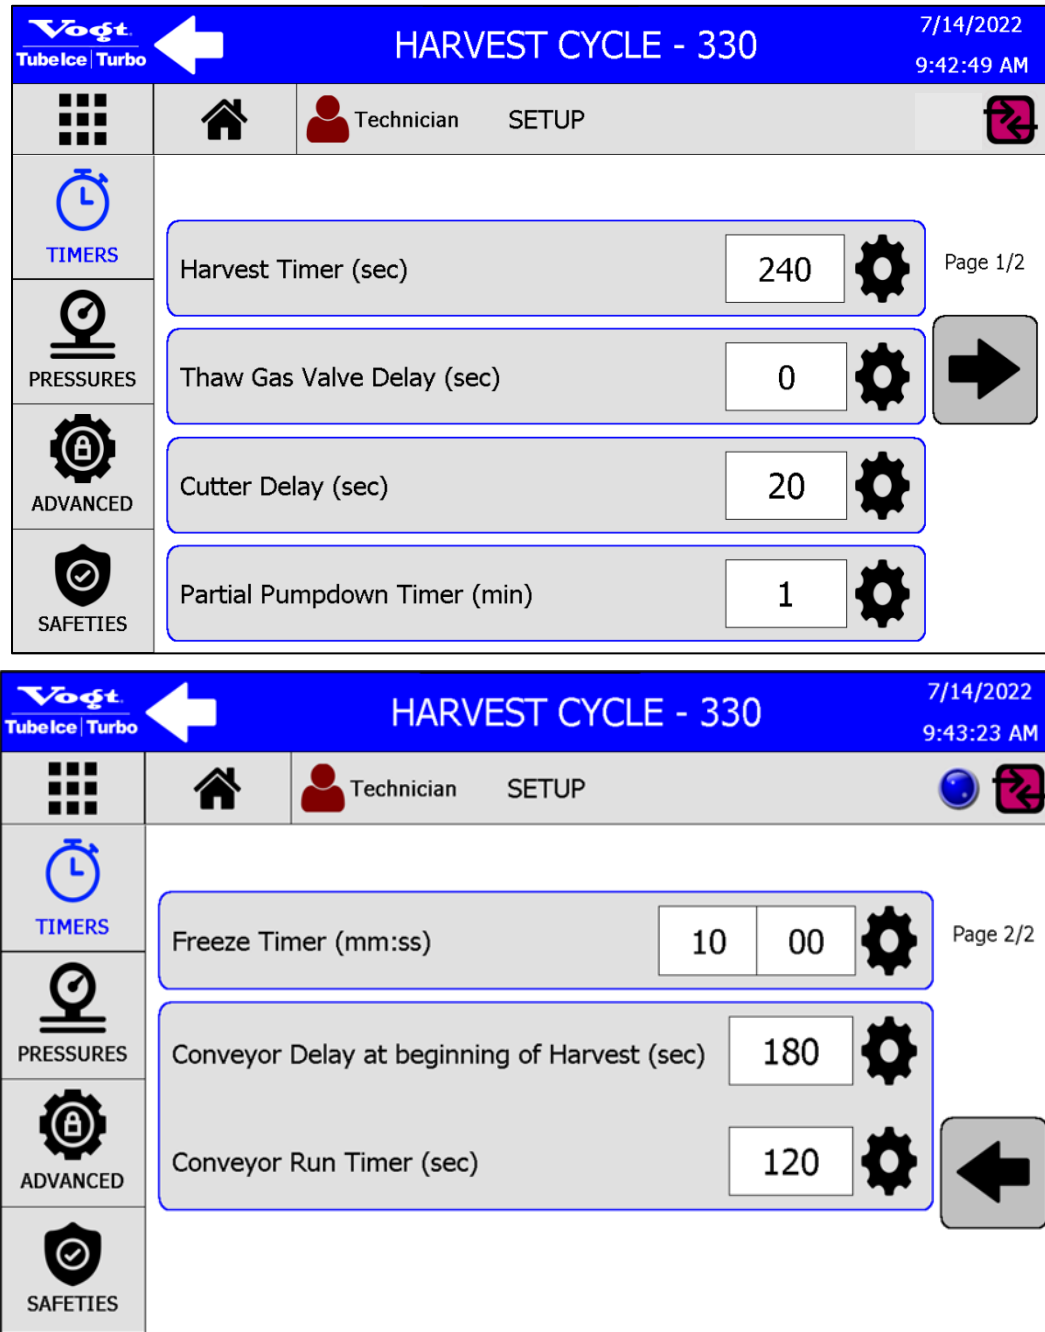 Vogt
HARVEST CYCLE - 330
7/14/2022
Tube Ice | Turbo
9:42:49 AM
Technician
SETUP
TIMERS
Harvest Timer (sec)
240
Page 1/2
PRESSURES
Thaw Gas Valve Delay (sec)
0
ADVANCED
Cutter Delay (sec)
20
SAFETIES
Partial Pumpdown Timer (min)
1
Vogt
HARVEST CYCLE - 330
7/14/2022
Tube Ice | Turbo
9:43:23 AM
Technician
SETUP
TIMERS
Freeze Timer (mm:ss)
10
00
Page 2/2
PRESSURES
Conveyor Delay at beginning of Harvest (sec)
180
ADVANCED
Conveyor Run Timer (sec)
120
SAFETIES